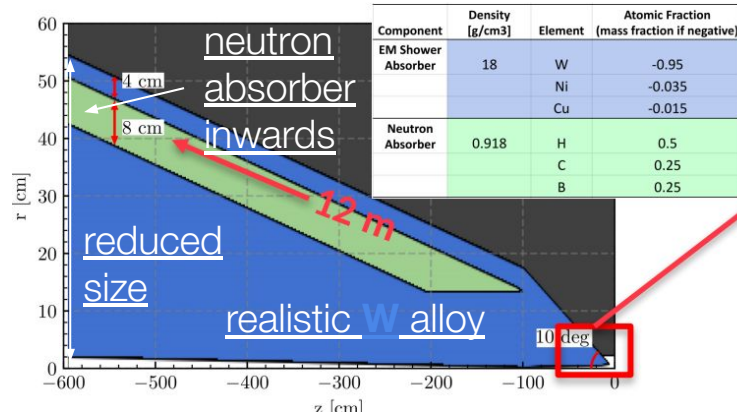 Component Density [g/cm3] Element Atomic Fraction (mass fraction if negative)
EM Shower Absorber 18 W -0.95
Ni -0.035
Cu -0.015
Neutron Absorber 0.918 H 0.5
C 0.25
B 0.25
neutron
absorber
inwards
4 cm
8 cm
12 m
reduced
size
realistic W alloy
10 deg
r [cm]
60
50
40
30
20
10
0
−600 −500 −400 −300 −200 −100 0
z [cm]